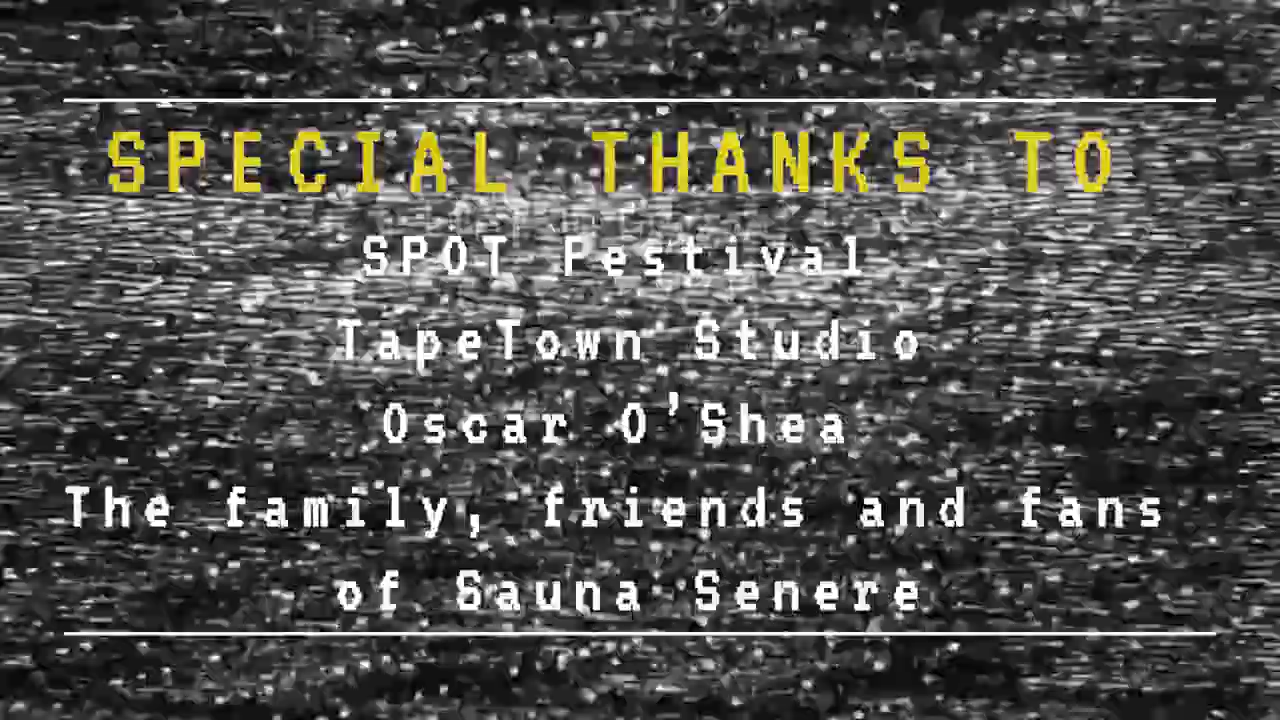 SPECIAL THANKS TO
SPOT Festival
TapeTown Studio
Oscar O'Shea
The family, friends and fans
of Sauna Senere